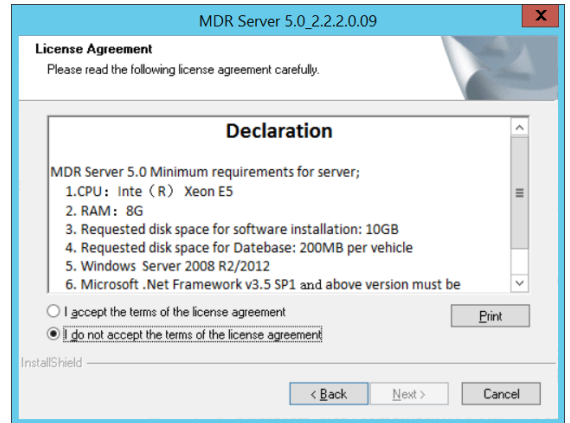 MDR Server 5.0_2.2.2.0.09
X
License Agreement
Please read the following license agreement carefully.
Declaration
MDR Server 5.0 Minimum requirements for server;
1.CPU：Inte（R）Xeon E5
2. RAM：8G
3. Requested disk space for software installation: 10GB
4. Requested disk space for Datebase: 200MB per vehicle
5. Windows Server 2008 R2/2012
6. Microsoft .Net Framework v3.5 SP1 and above version must be
I accept the terms of the license agreement
Print
I do not accept the terms of the license agreement
InstallShield
< Back
Next >
Cancel